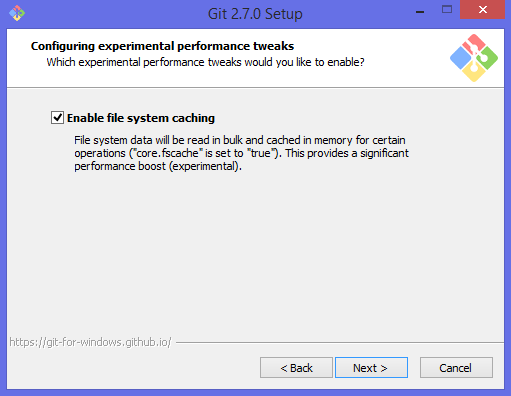 Git 2.7.0 Setup
Configuring experimental performance tweaks
Which experimental performance tweaks would you like to enable?
Enable file system caching
File system data will be read in bulk and cached in memory for certain
operations ("core.fscache" is set to "true"). This provides a significant
performance boost (experimental).
https://git-for-windows.github.io/
< Back
Next >
Cancel